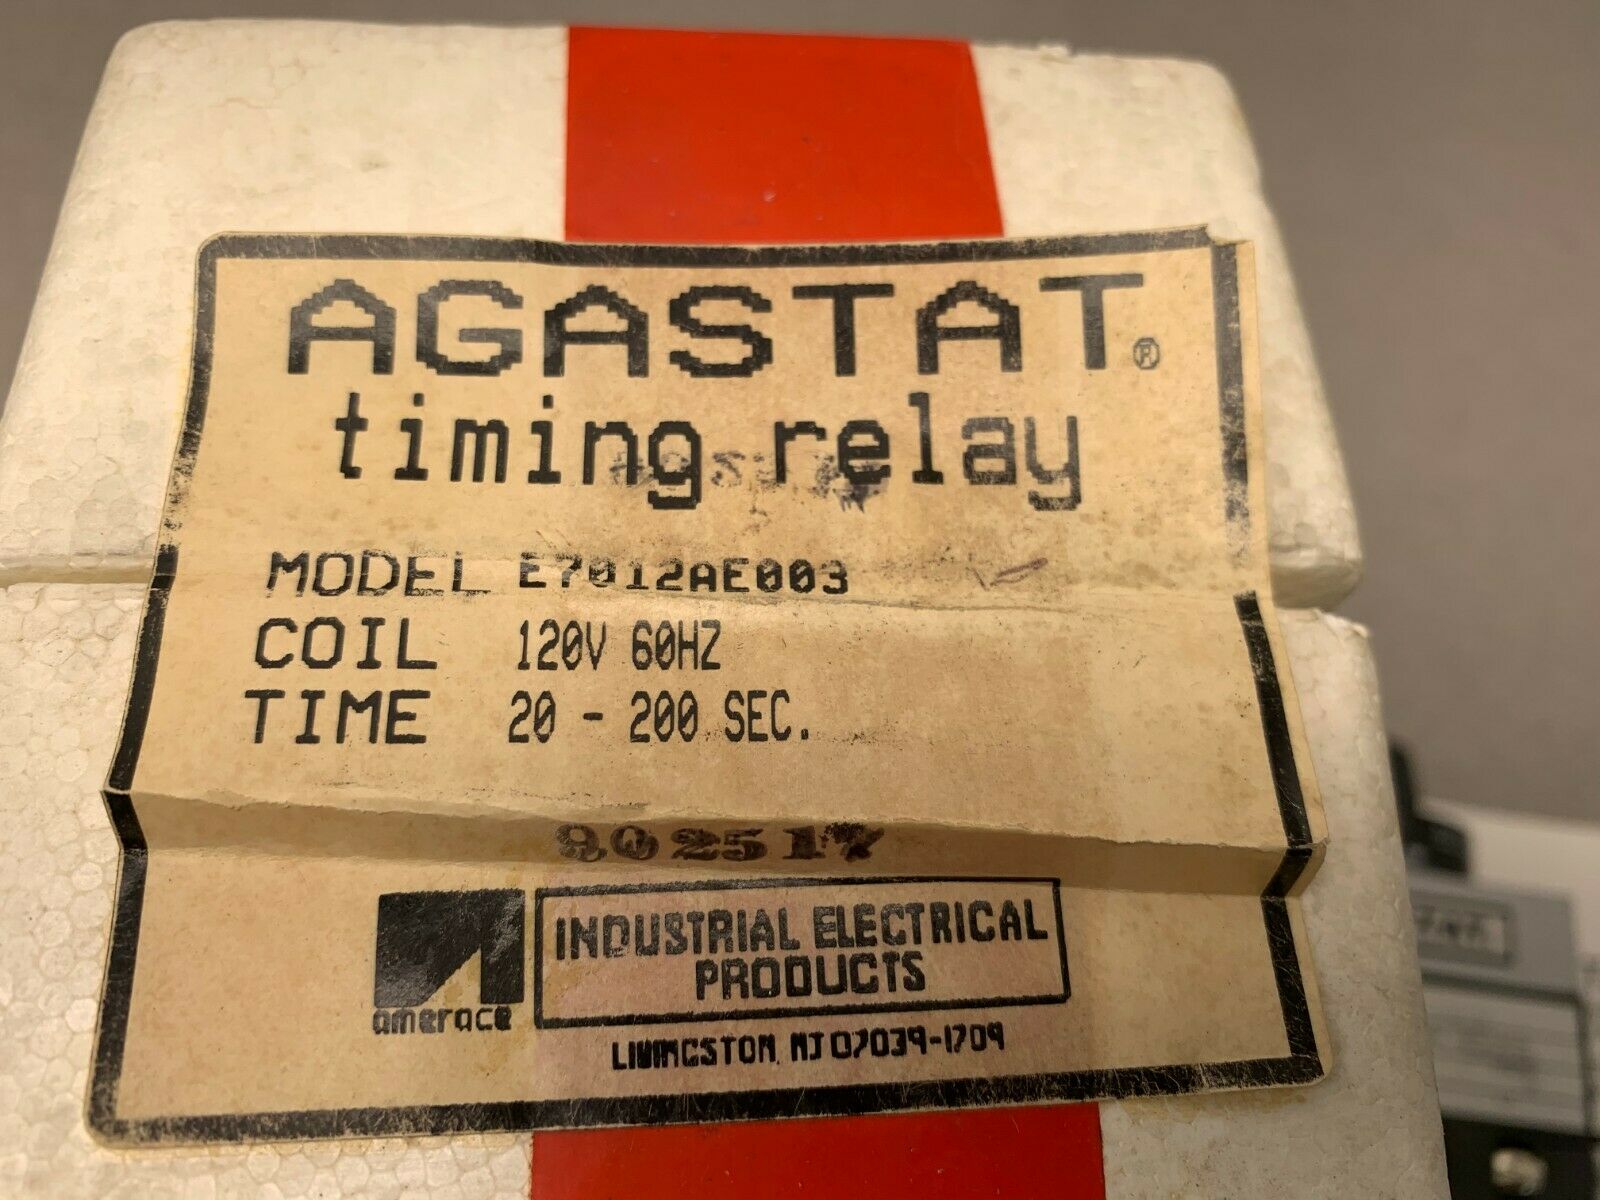 AGASTAT®
timing relay
MODEL E7012AE003
COIL 120V 60HZ
TIME 20 - 200 SEC.
902517
amerace
INDUSTRIAL ELECTRICAL
PRODUCTS
LIVINGSTON, NJ 07039-1709